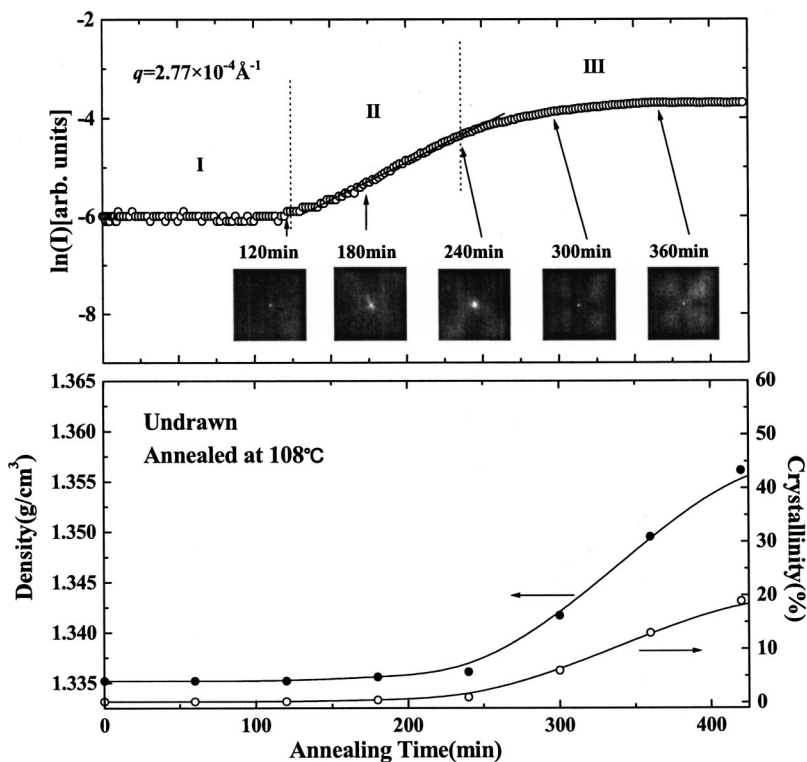 -2
q=2.77×10⁻⁴Å⁻¹
III
II
-4
I
ln(I)[arb. units]
-6
120min 180min 240min 300min 360min
-8
1.365
60
Undrawn
1.360
50
Annealed at 108℃
1.355
40
Density(g/cm³)
1.350
30
Crystallinity(%)
1.345
20
1.340
10
1.335
0
0 100 200 300 400
Annealing Time(min)